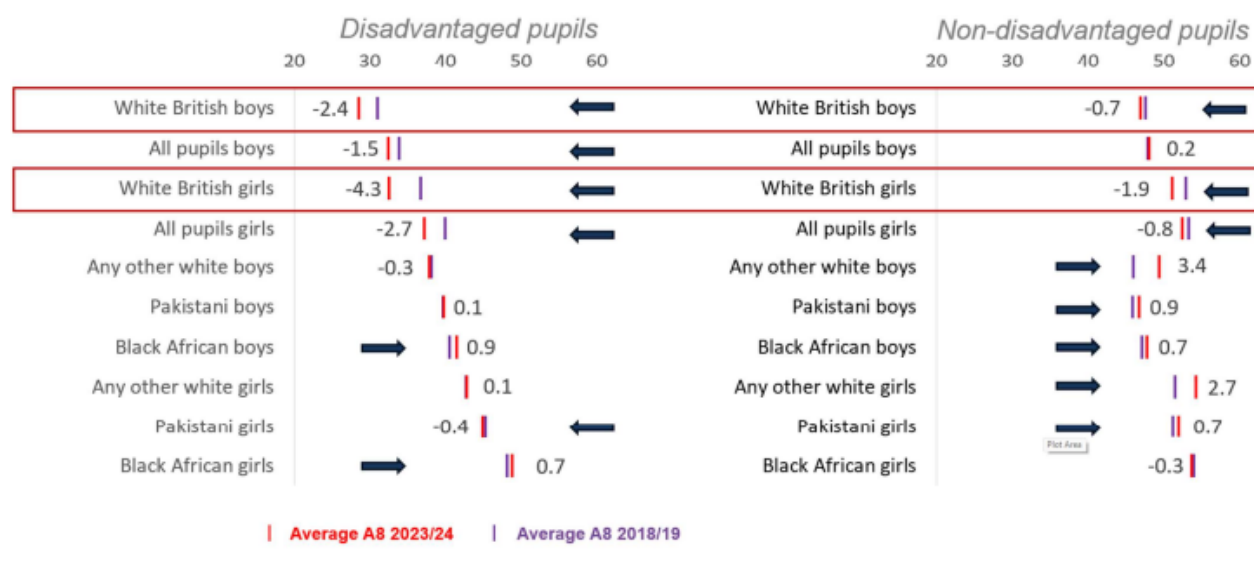 Disadvantaged pupils Non-disadvantaged pupils
20 30 40 50 60 20 30 40 50 60
White British boys -2.4 White British boys -0.7
All pupils boys -1.5 All pupils boys 0.2
White British girls -4.3 White British girls -1.9
All pupils girls -2.7 All pupils girls -0.8
Any other white boys -0.3 Any other white boys 3.4
Pakistani boys 0.1 Pakistani boys 0.9
Black African boys 0.9 Black African boys 0.7
Any other white girls 0.1 Any other white girls 2.7
Pakistani girls -0.4 Pakistani girls 0.7
Plot Area
Black African girls 0.7 Black African girls -0.3
Average A8 2023/24 Average A8 2018/19